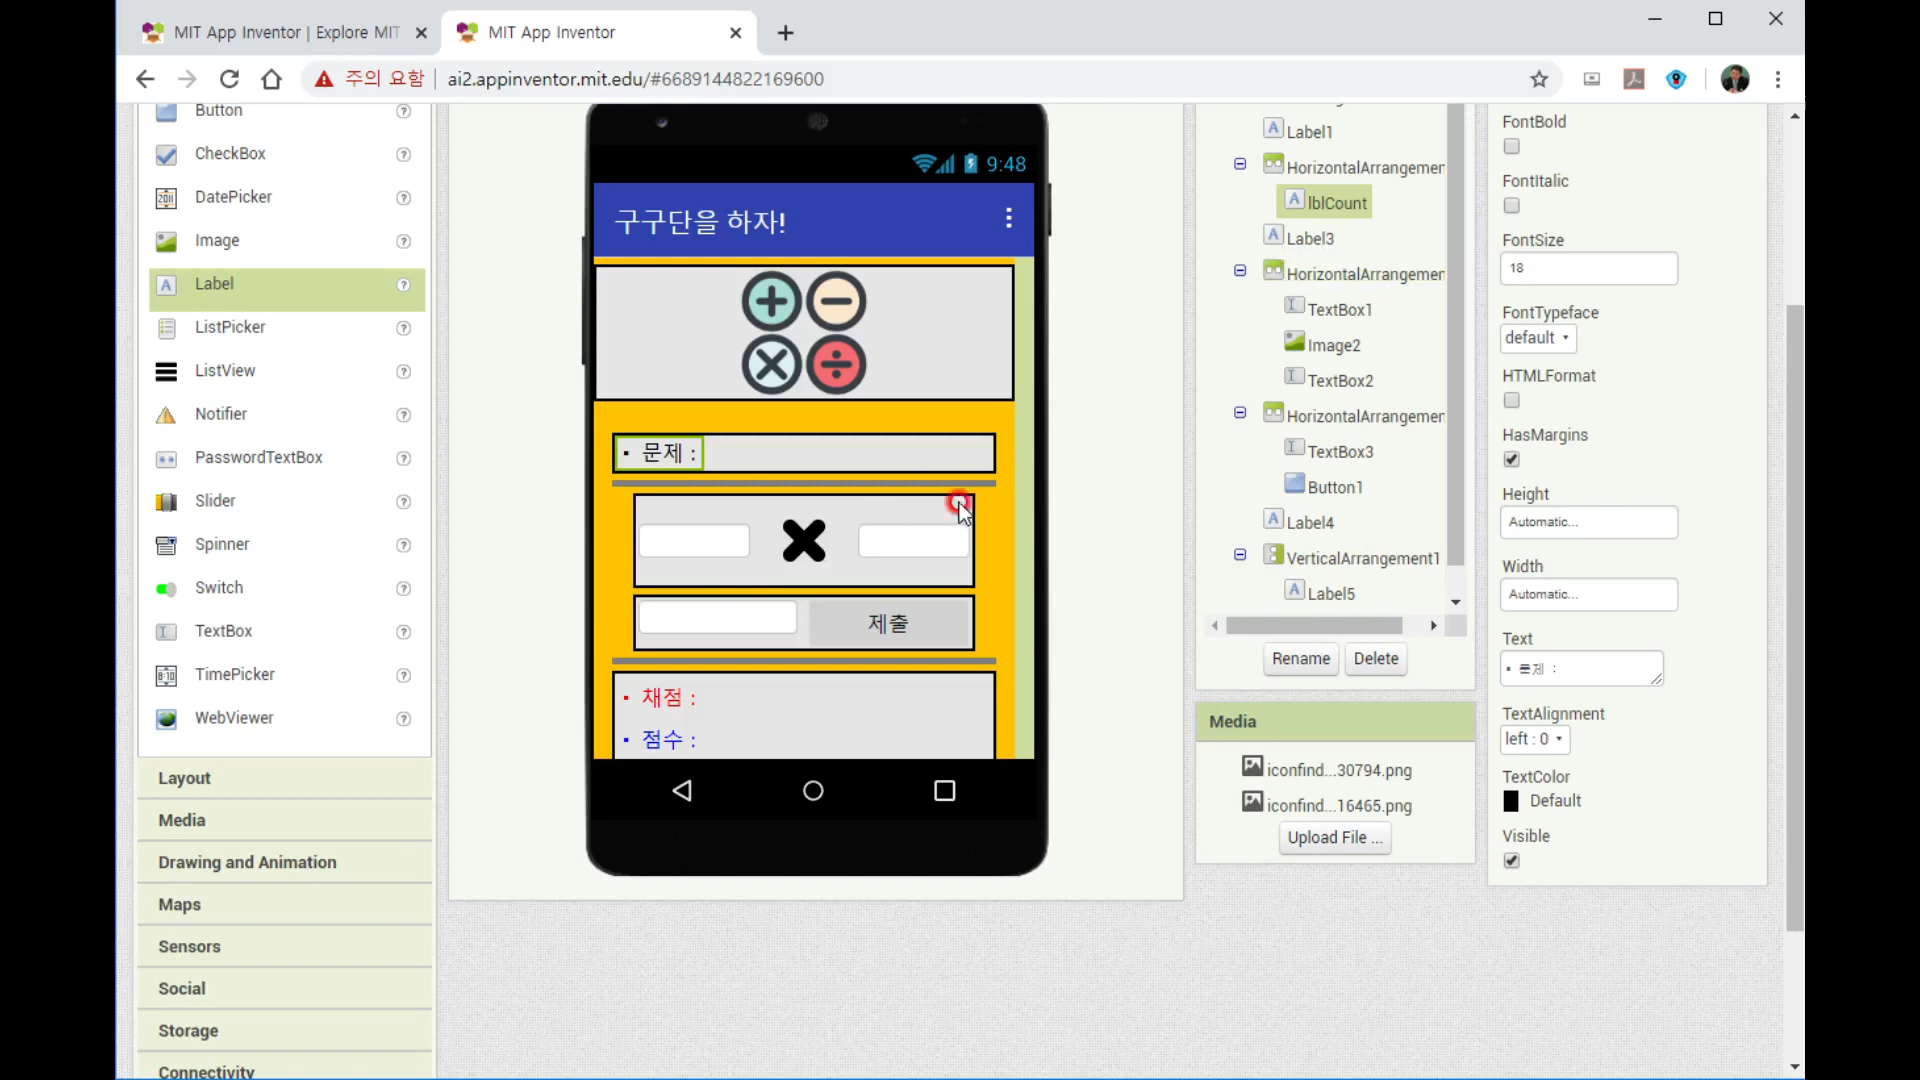 MIT App Inventor | Explore MIT
MIT App Inventor
주의 요함
ai2.appinventor.mit.edu/#6689144822169600
Button
CheckBox
DatePicker
Image
Label
ListPicker
ListView
Notifier
PasswordTextBox
Slider
Spinner
Switch
TextBox
TimePicker
WebViewer
Layout
Media
Drawing and Animation
Maps
Sensors
Social
Storage
Connectivity
9:48
구구단을 하자!
▪ 문제 :
제출
▪ 채점 :
▪ 점수 :
Label1
HorizontalArrangemen
lblCount
Label3
HorizontalArrangemen
TextBox1
Image2
TextBox2
HorizontalArrangemen
TextBox3
Button1
Label4
VerticalArrangement1
Label5
Rename
Delete
Media
iconfind...30794.png
iconfind...16465.png
Upload File ...
FontBold
FontItalic
FontSize
18
FontTypeface
default
HTMLFormat
HasMargins
Height
Automatic...
Width
Automatic...
Text
▪ 문제 :
TextAlignment
left : 0
TextColor
Default
Visible